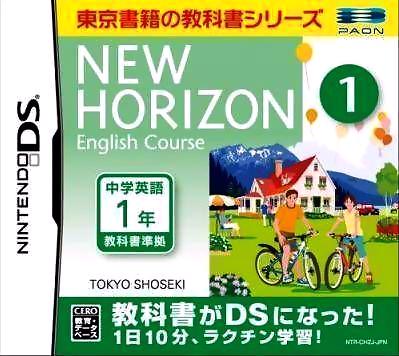 東京書籍の教科書シリーズ
PAON
NEW
HORIZON
English Course
1
NINTENDO DS™
中学英語
1年
教科書準拠
TOKYO SHOSEKI
CERO
教育・データベース
教科書がDSになった!
1日10分、ラクチン学習!
NTR-CHZJ-JPN